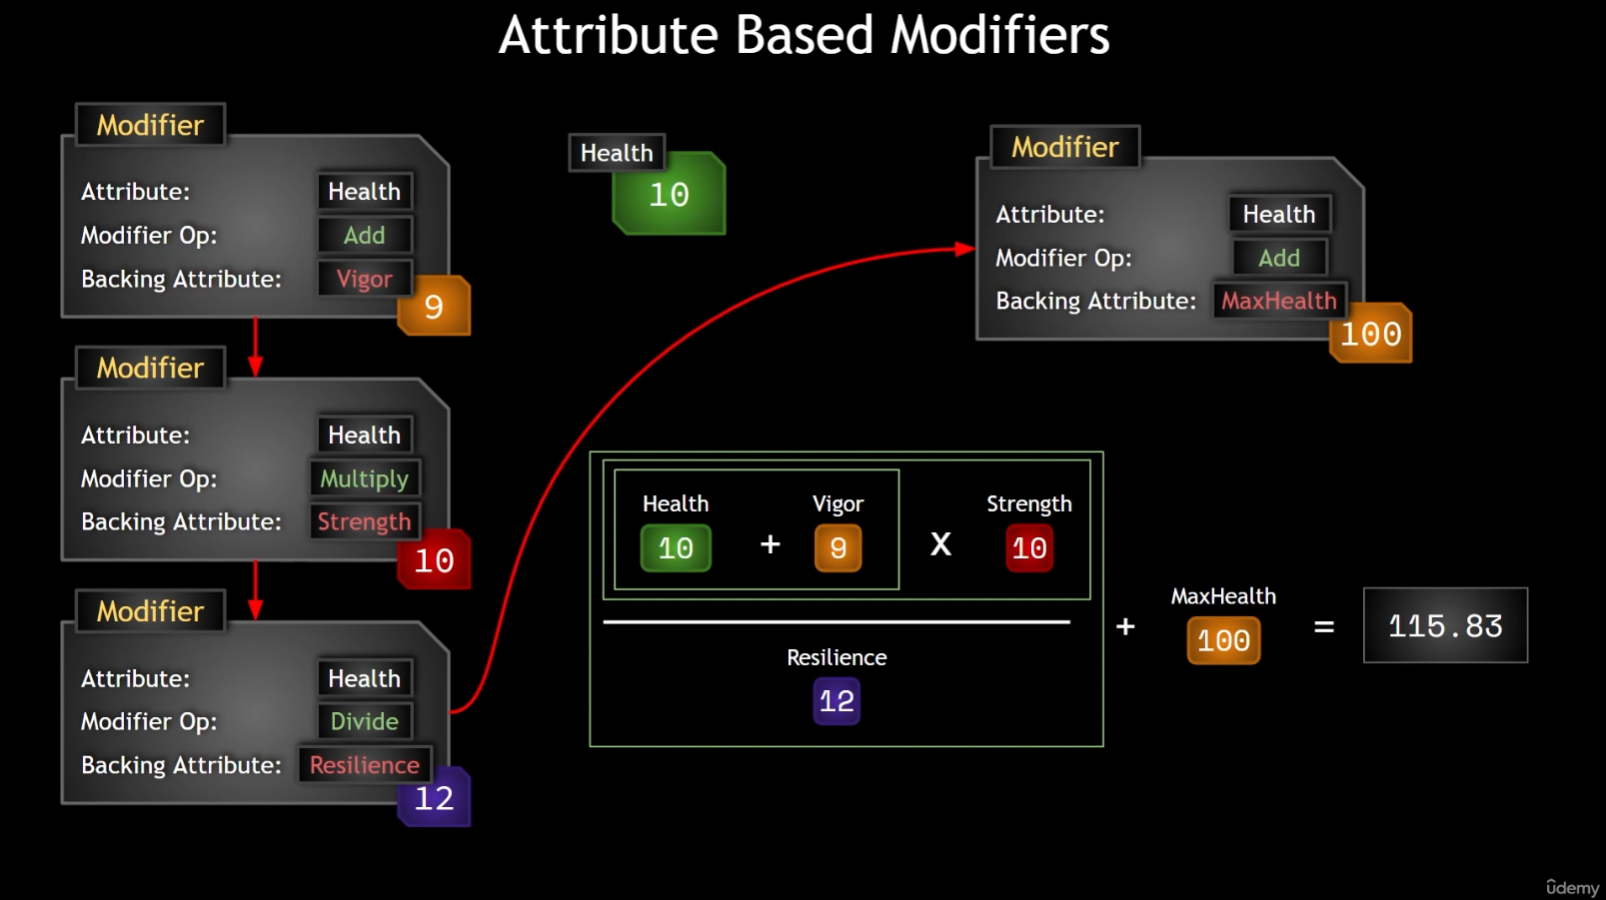 Attribute Based Modifiers
Modifier
Attribute: Health
Modifier Op: Add
Backing Attribute: Vigor
9
Modifier
Attribute: Health
Modifier Op: Multiply
Backing Attribute: Strength
10
Modifier
Attribute: Health
Modifier Op: Divide
Backing Attribute: Resilience
12
Health
10
Modifier
Attribute: Health
Modifier Op: Add
Backing Attribute: MaxHealth
100
Health Vigor Strength
10 + 9 X 10
Resilience
12
MaxHealth
+ 100 = 115.83
ûdemy